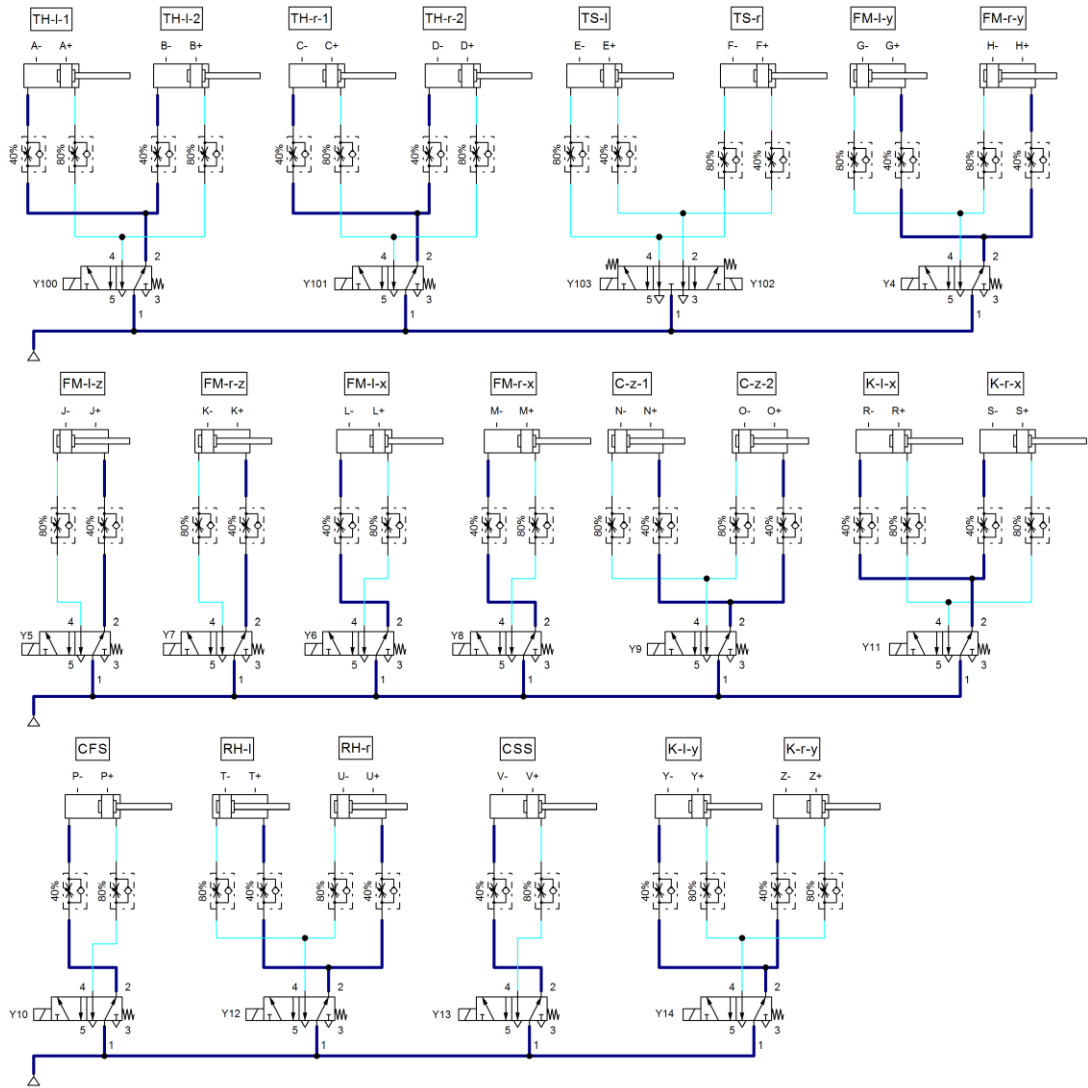 TH-l-1 TH-l-2 TH-r-1 TH-r-2 TS-l TS-r FM-l-y FM-r-y
A- A+ B- B+ C- C+ D- D+ E- E+ F- F+ G- G+ H- H+
40% 80% 40% 80% 40% 80% 40% 80% 80% 40% 80% 40% 80% 40% 80% 40%
4 2 4 2 4 2 4 2
Y100 Y101 Y103 Y102 Y4
5 3 5 3 5 3 5 3
1 1 1 1
FM-l-z FM-r-z FM-l-x FM-r-x C-z-1 C-z-2 K-l-x K-r-x
J- J+ K- K+ L- L+ M- M+ N- N+ O- O+ R- R+ S- S+
80% 40% 80% 40% 40% 80% 40% 80% 80% 40% 80% 40% 40% 80% 40% 80%
4 2 4 2 4 2 4 2 4 2 4 2
Y5 Y7 Y6 Y8 Y9 Y11
5 3 5 3 5 3 5 3 5 3 5 3
1 1 1 1 1 1
CFS RH-l RH-r CSS K-l-y K-r-y
P- P+ T- T+ U- U+ V- V+ Y- Y+ Z- Z+
40% 80% 80% 40% 80% 40% 40% 80% 40% 80% 40% 80%
4 2 4 2 4 2 4 2
Y10 Y12 Y13 Y14
5 3 5 3 5 3 5 3
1 1 1 1